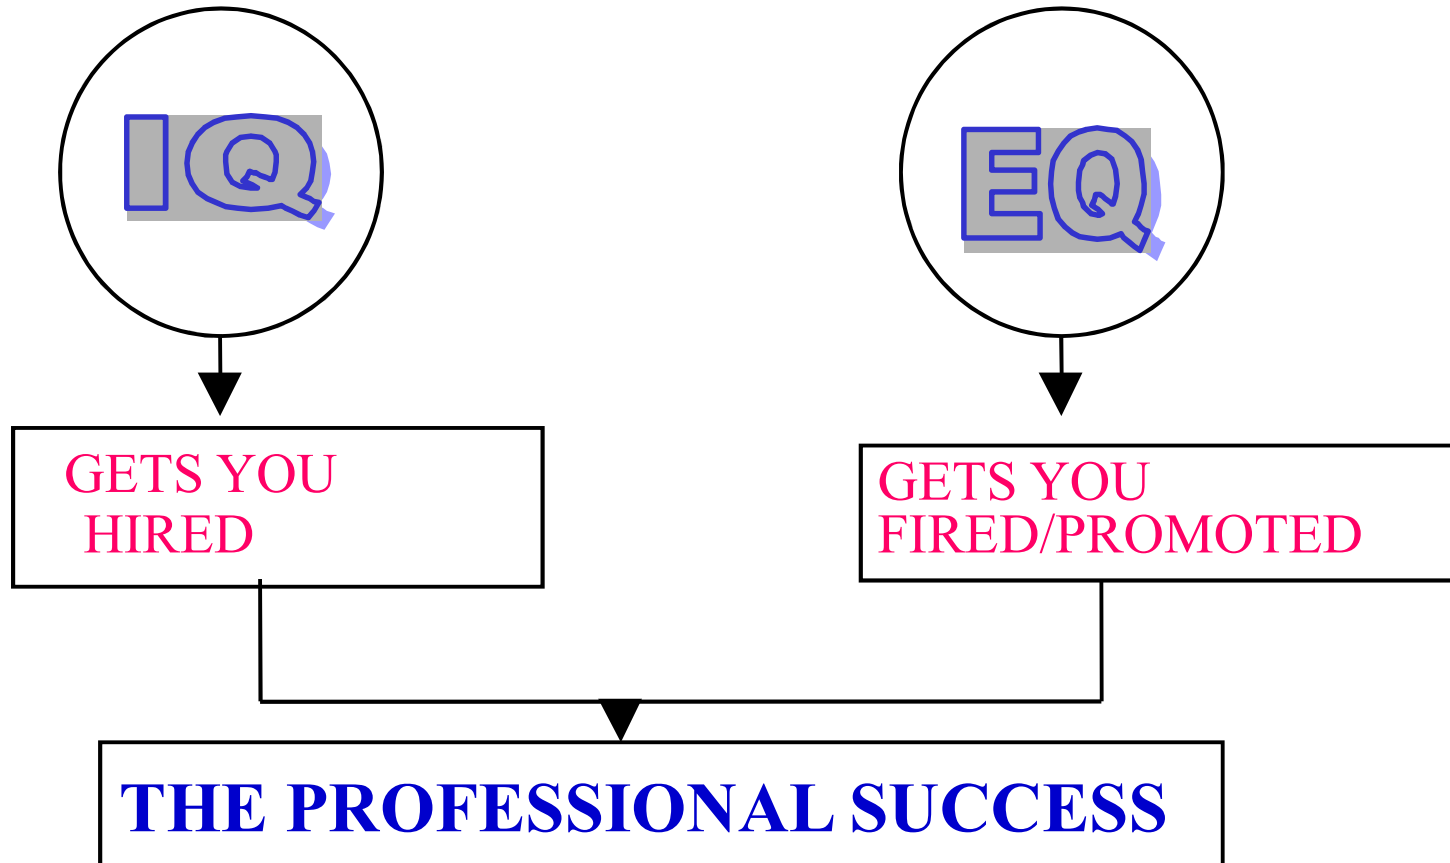 IQ
EQ
GETS YOU
HIRED
GETS YOU
FIRED/PROMOTED
THE PROFESSIONAL SUCCESS